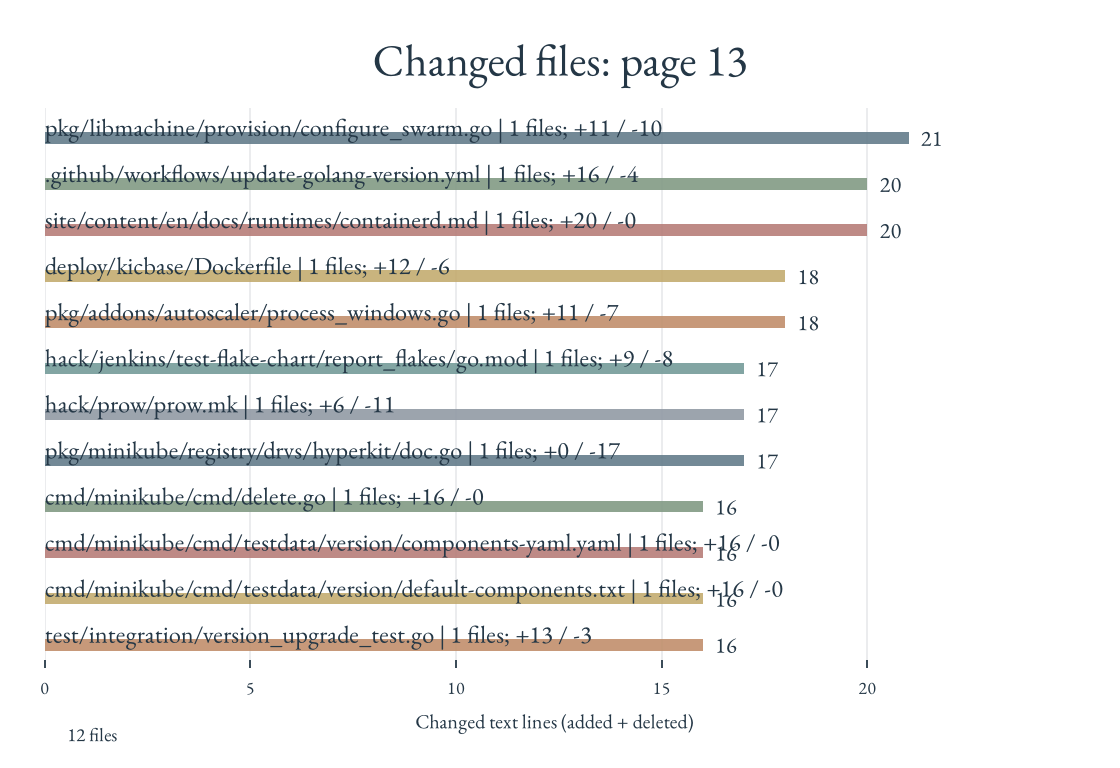 Changed files: page 13
pkg/libmachine/provision/configure_swarm.go | 1 files; +11 / -10
21
.github/workflows/update-golang-version.yml | 1 files; +16 / -4
20
site/content/en/docs/runtimes/containerd.md | 1 files; +20 / -0
20
deploy/kicbase/Dockerfile | 1 files; +12 / -6
18
pkg/addons/autoscaler/process_windows.go | 1 files; +11 / -7
18
hack/jenkins/test-flake-chart/report_flakes/go.mod | 1 files; +9 / -8
17
hack/prow/prow.mk | 1 files; +6 / -11
17
pkg/minikube/registry/drvs/hyperkit/doc.go | 1 files; +0 / -17
17
cmd/minikube/cmd/delete.go | 1 files; +16 / -0
16
cmd/minikube/cmd/testdata/version/components-yaml.yaml | 1 files; +16 / -0
16
cmd/minikube/cmd/testdata/version/default-components.txt | 1 files; +16 / -0
16
test/integration/version_upgrade_test.go | 1 files; +13 / -3
16
0 5 10 15 20
Changed text lines (added + deleted)
12 files